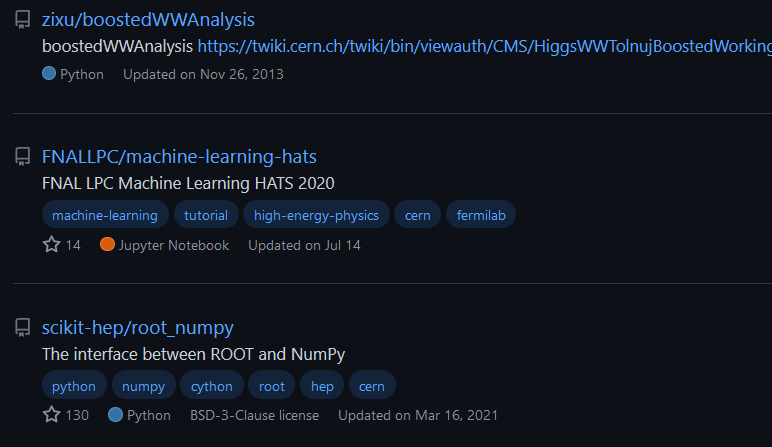 zixu/boostedWWAnalysis
boostedWWAnalysis https://twiki.cern.ch/twiki/bin/viewauth/CMS/HiggsWWTolnujBoostedWorking
Python Updated on Nov 26, 2013
FNALLPC/machine-learning-hats
FNAL LPC Machine Learning HATS 2020
machine-learning tutorial high-energy-physics cern fermilab
14 Jupyter Notebook Updated on Jul 14
scikit-hep/root_numpy
The interface between ROOT and NumPy
python numpy cython root hep cern
130 Python BSD-3-Clause license Updated on Mar 16, 2021